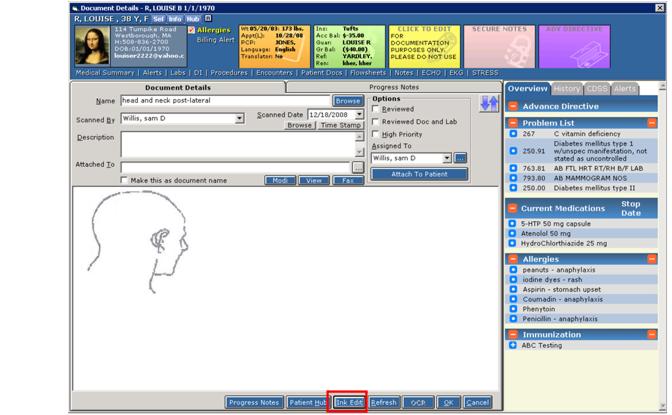 Document Details - R, LOUISE B 1/1/1970
R, LOUISE , 38 Y, F Sel Info Hub
114 Turnpike Road
Westborough, MA
H:508-836-2700
DOB:01/01/1970
louiser2222@yahoo.c
Allergies
Billing Alert
Wt 05/20/03: 173 lbs.
Appt(L): 10/28/08
PCP: JONES,
Language: English
Translator: No
Ins: Tufts
Acc Bal: $-35.00
Guar: LOUISE R
Gr Bal: ($40.00)
Ref: YARDLEY,
Ren: kher, kher
CLICK TO EDIT
FOR
DOCUMENTATION
PURPOSES ONLY.
PLEASE DO NOT USE
SECURE NOTES
ADV DIRECTIVE
Medical Summary | Alerts | Labs | DI | Procedures | Encounters | Patient Docs | Flowsheets | Notes | ECHO | EKG | STRESS
Document Details
Progress Notes
Name head and neck post-lateral Browse
Scanned By Willis, sam D
Scanned Date 12/18/2008
Browse Time Stamp
Description
Attached To ...
Make this as document name
Modi View Fax
Options
Reviewed
Reviewed Doc and Lab
High Priority
Assigned To
Willis, sam D ...
Attach To Patient
Progress Notes Patient Hub Ink Edit Refresh OCR OK Cancel
Overview History CDSS Alerts
Advance Directive
Problem List
267 C vitamin deficiency
250.91 Diabetes mellitus type 1
w/unspec manifestation, not
stated as uncontrolled
763.81 AB FTL HRT RT/RH B/F LAB
793.80 AB MAMMOGRAM NOS
250.00 Diabetes mellitus type II
Current Medications Stop
Date
5-HTP 50 mg capsule
Atenolol 50 mg
HydroChlorthiazide 25 mg
Allergies
peanuts - anaphylaxis
iodine dyes - rash
Aspirin - stomach upset
Coumadin - anaphylaxis
Phenytoin
Penicillin - anaphylaxis
Immunization
ABC Testing